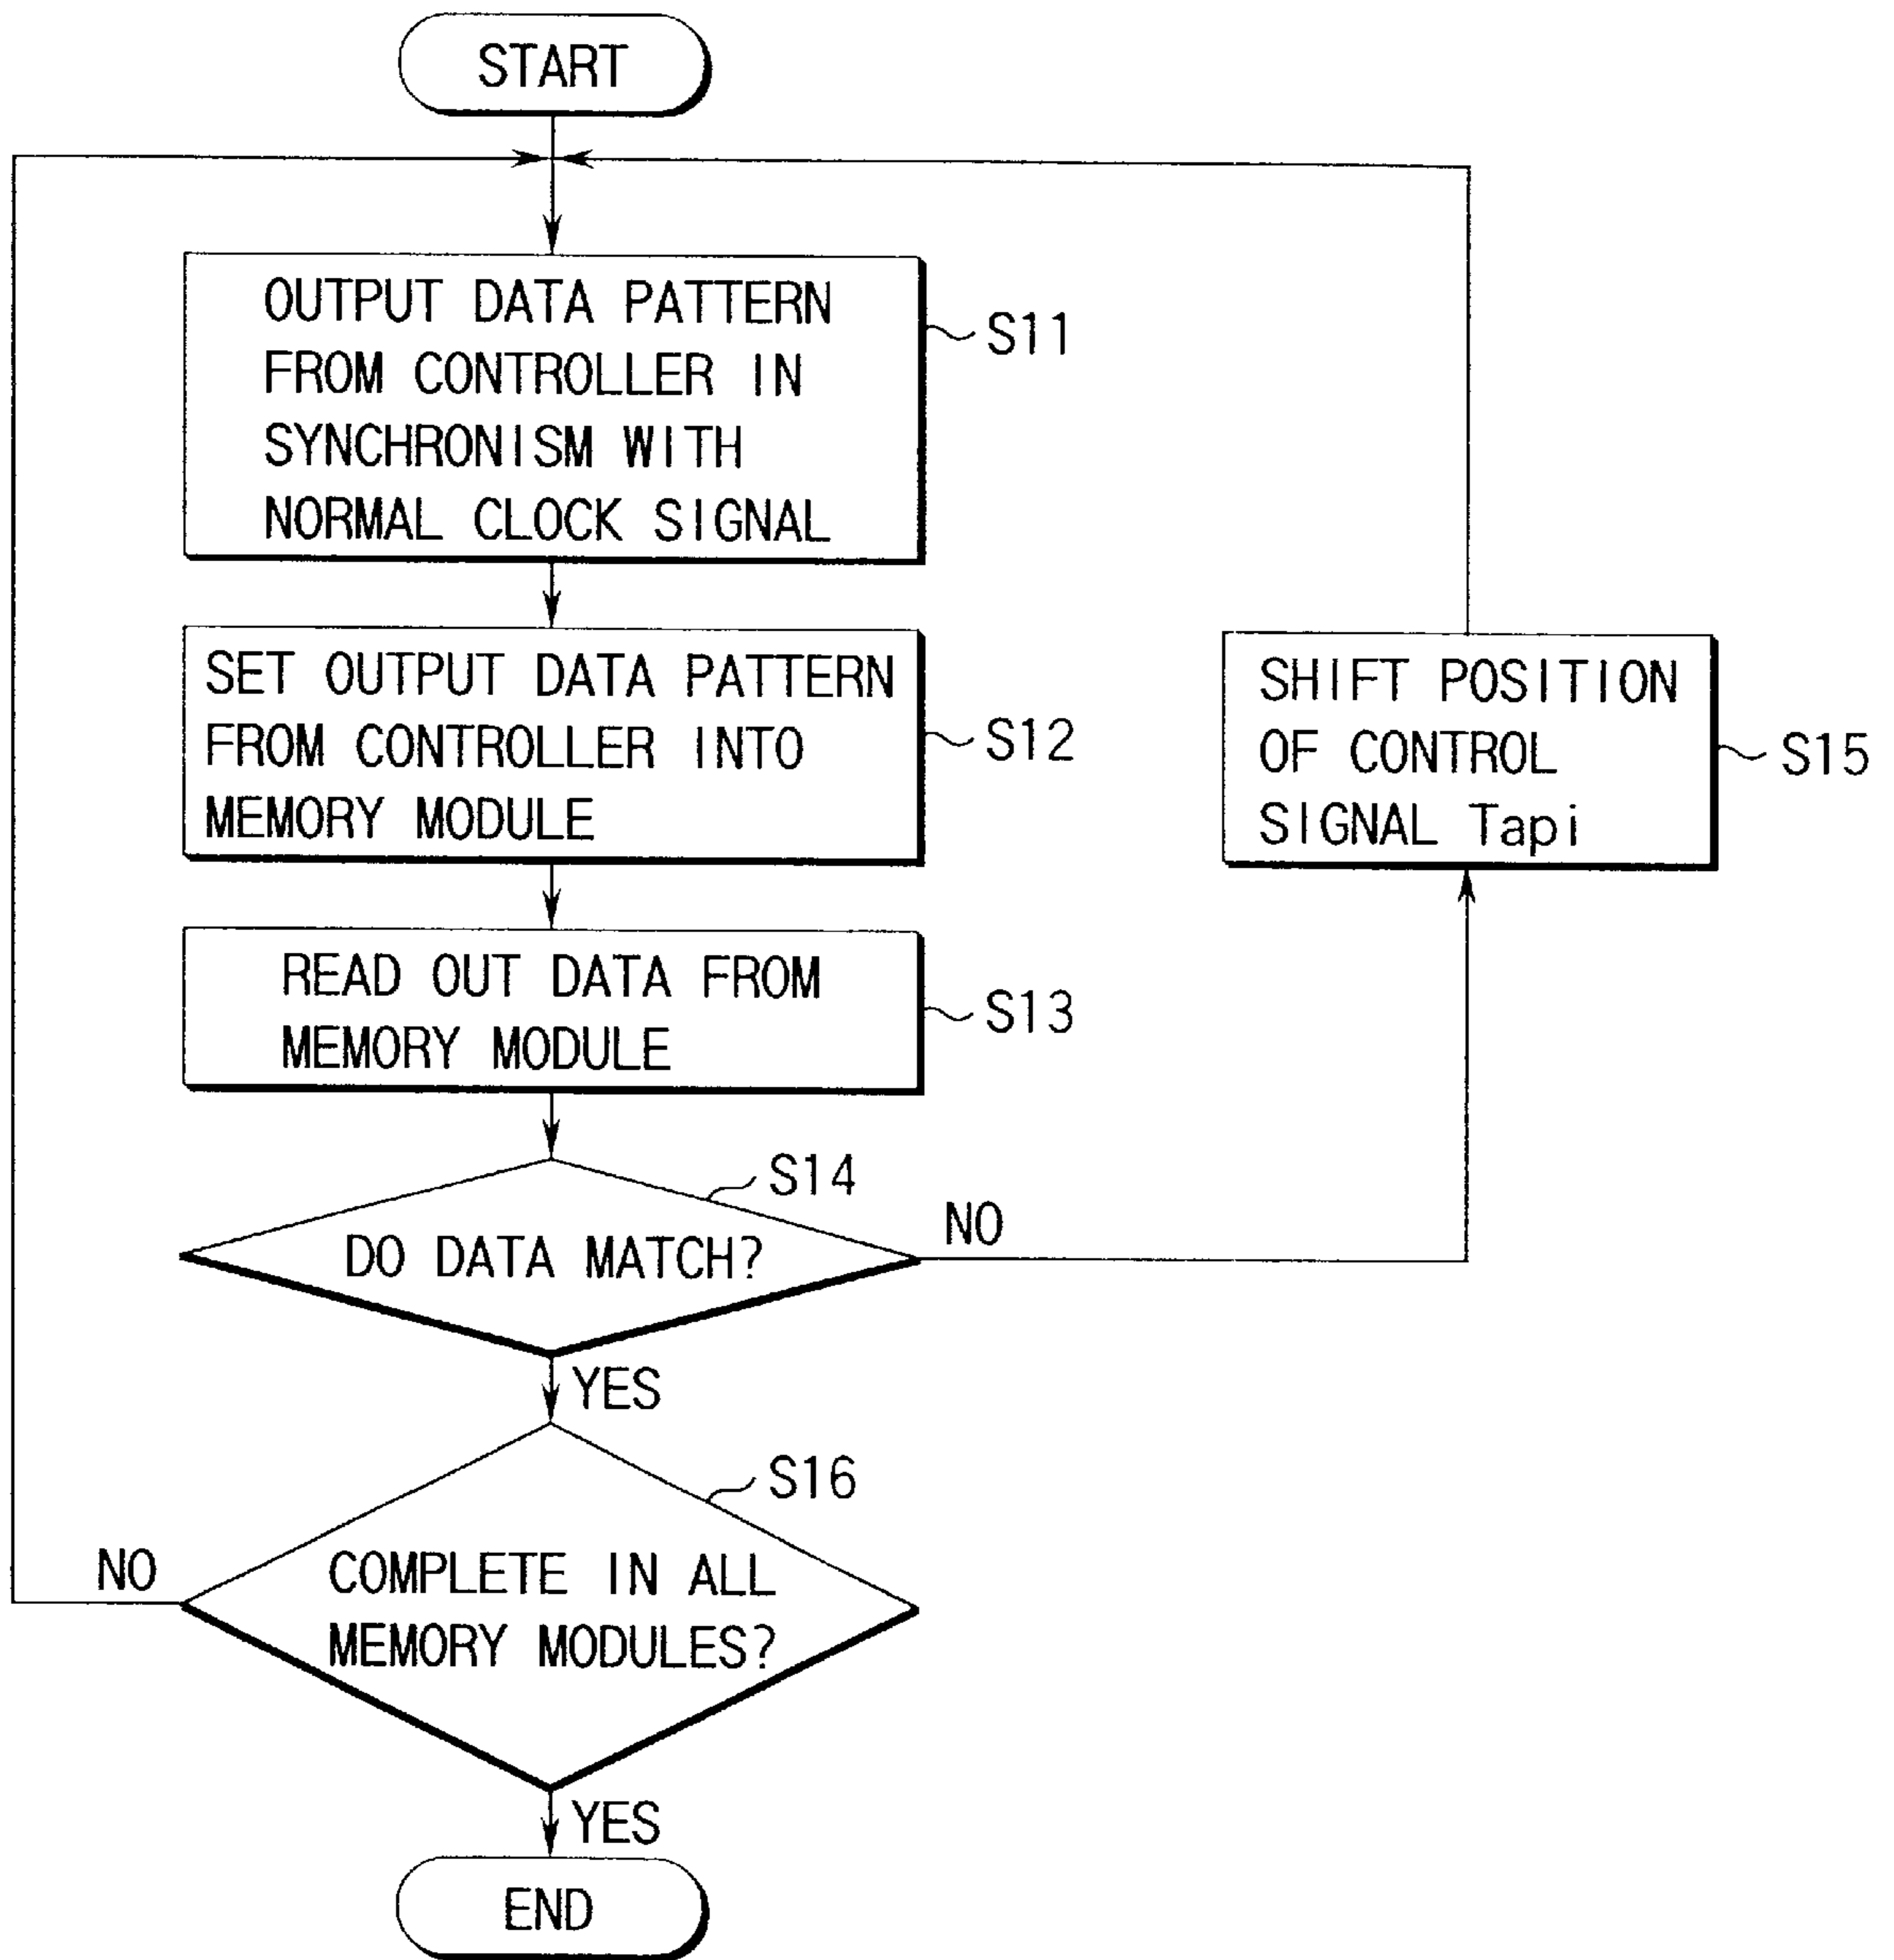 START
OUTPUT DATA PATTERN
FROM CONTROLLER IN
SYNCHRONISM WITH
NORMAL CLOCK SIGNAL
S11
SET OUTPUT DATA PATTERN
FROM CONTROLLER INTO
MEMORY MODULE
S12
SHIFT POSITION
OF CONTROL
SIGNAL Tapi
S15
READ OUT DATA FROM
MEMORY MODULE
S13
S14
DO DATA MATCH?
NO
YES
S16
NO
COMPLETE IN ALL
MEMORY MODULES?
YES
END